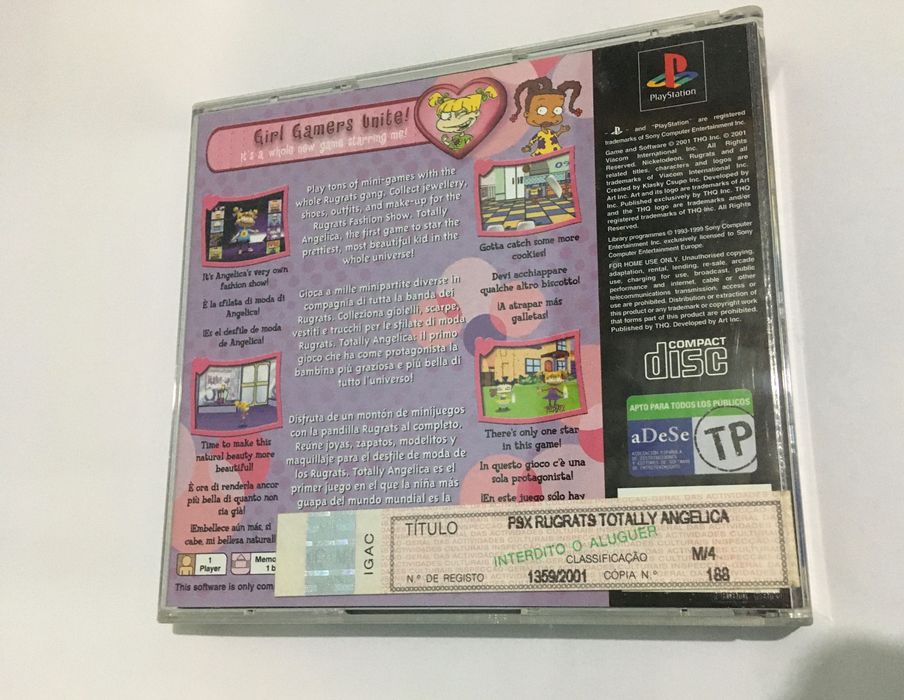 Girl Gamers Unite!
It's a whole new game starring me!
Play tons of mini-games with the
whole Rugrats gang. Collect jewellery,
shoes, outfits, and make-up for the
Rugrats Fashion Show. Totally
Angelica, the first game to star the
prettiest, most beautiful kid in the
whole universe!
Gioca a mille minipartite diverse in
compagnia di tutta la banda dei
Rugrats. Colleziona gioielli, scarpe,
vestiti e trucchi per le sfilate di moda
Rugrats. Totally Angelica: il primo
gioco che ha come protagonista la
bambina più graziosa e più bella di
tutto l'universo!
Disfruta de un montón de minijuegos
con la pandilla Rugrats al completo.
Reúne joyas, zapatos, modelitos y
maquillaje para el desfile de moda de
los Rugrats. Totally Angelica es el
primer juego en el que la niña más
guapa del mundo mundial es la
It's Angelica's very own
fashion show!
È la sfilata di moda di
Angelica!
¡Es el desfile de moda
de Angelica!
Time to make this
natural beauty more
beautiful!
È ora di renderla ancor
più bella di quanto non
sia già!
¡Embellece aún más, si
cabe, mi belleza natural!
Gotta catch some more
cookies!
Devi acchiappare
qualche altro biscotto!
¡A atrapar más
galletas!
There's only one star
in this game!
In questo gioco c'è una
sola protagonista!
¡En este juego sólo hay
1
Player
Memo
1 b
This software is only com
PlayStation
and "PlayStation" are registered
trademarks of Sony Computer Entertainment Inc.
Game and Software © 2001 THQ Inc. © 2001
Viacom International Inc. All Rights
Reserved. Nickelodeon, Rugrats and all
related titles, characters and logos are
trademarks of Viacom International Inc.
Created by Klasky Csupo Inc. Developed by
Art Inc. Art and its logo are trademarks of Art
Inc. Published exclusively by THQ Inc. THQ
and the THQ logo are trademarks and/or
registered trademarks of THQ Inc. All Rights
Reserved.
Library programmes © 1993-1999 Sony Computer
Entertainment Inc. exclusively licensed to Sony
Computer Entertainment Europe.
FOR HOME USE ONLY. Unauthorised copying,
adaptation, rental, lending, re-sale, arcade
use, charging for use, broadcast, public
performance and internet, cable or other
telecommunications transmission, access or
use are prohibited. Distribution or extraction of
this product or any trademark or copyright work
that forms part of this product are prohibited.
Published by THQ. Developed by Art Inc.
COMPACT
disc
APTO PARA TODOS LOS PÚBLICOS
aDeSe
TP
ASOCIACIÓN ESPAÑOLA
DE DISTRIBUIDORES
Y EDITORES DE SOFTWARE
DE ENTRETENIMIENTO
IGAC
TÍTULO PSX RUGRATS TOTALLY ANGELICA
INTERDITO O ALUGUER
CLASSIFICAÇÃO M/4
N.º DE REGISTO 1359/2001 CÓPIA N.º 188